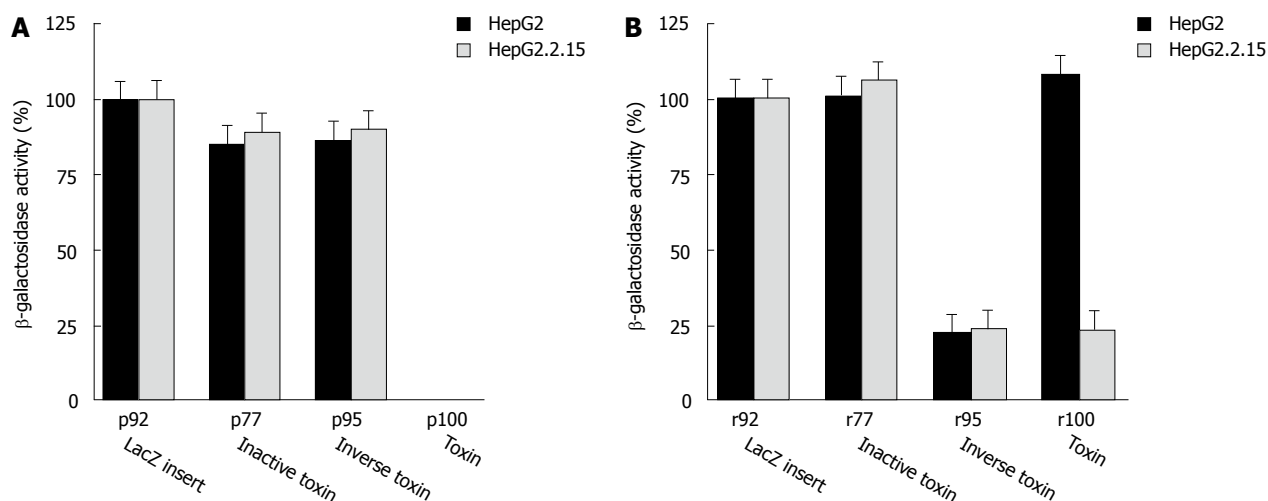 A
HepG2
HepG2.2.15
β-galactosidase activity (%)
125
100
75
50
25
0
p92
p77
p95
p100
LacZ insert
Inactive toxin
Inverse toxin
Toxin
B
HepG2
HepG2.2.15
β-galactosidase activity (%)
125
100
75
50
25
0
r92
r77
r95
r100
LacZ insert
Inactive toxin
Inverse toxin
Toxin